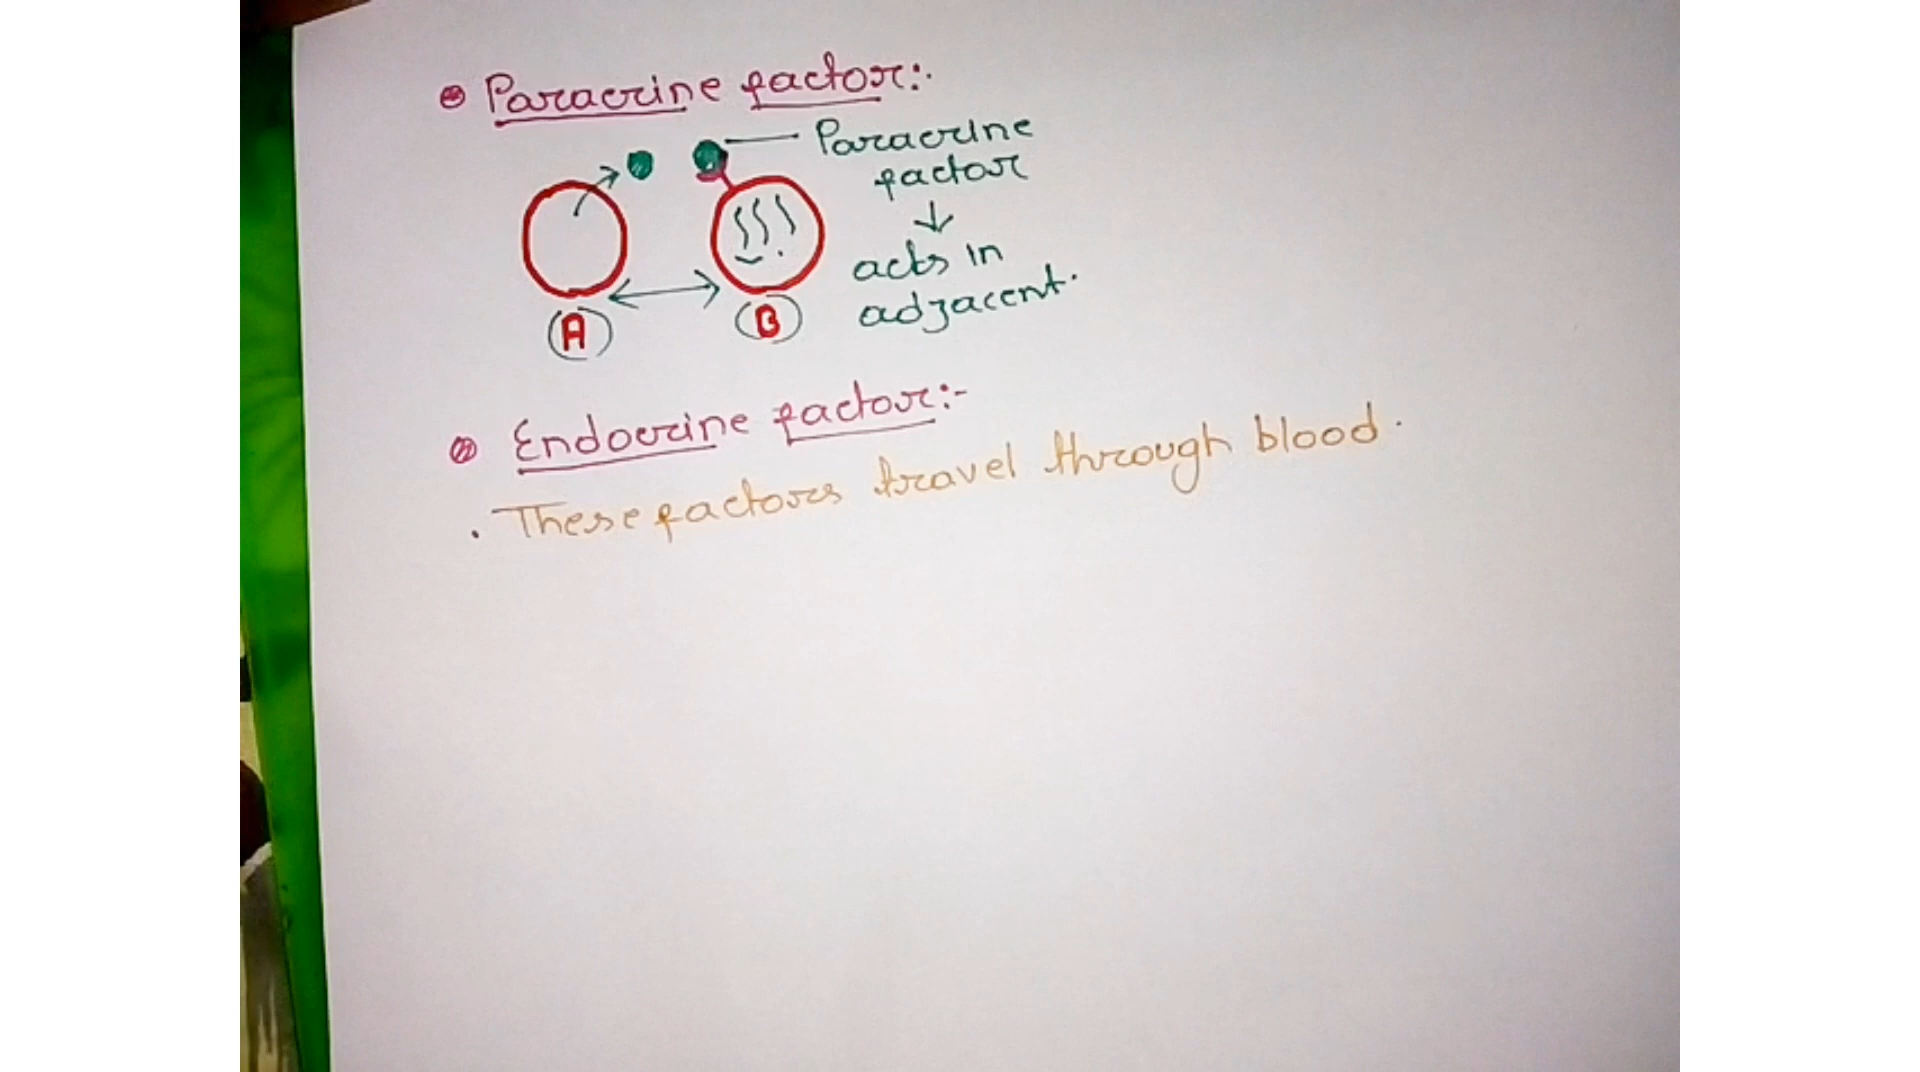 Paracrine factor:-
Paracrine
factor
↓
acts in
adjacent.
A
B
Endocrine factor:-
. These factors travel through blood.